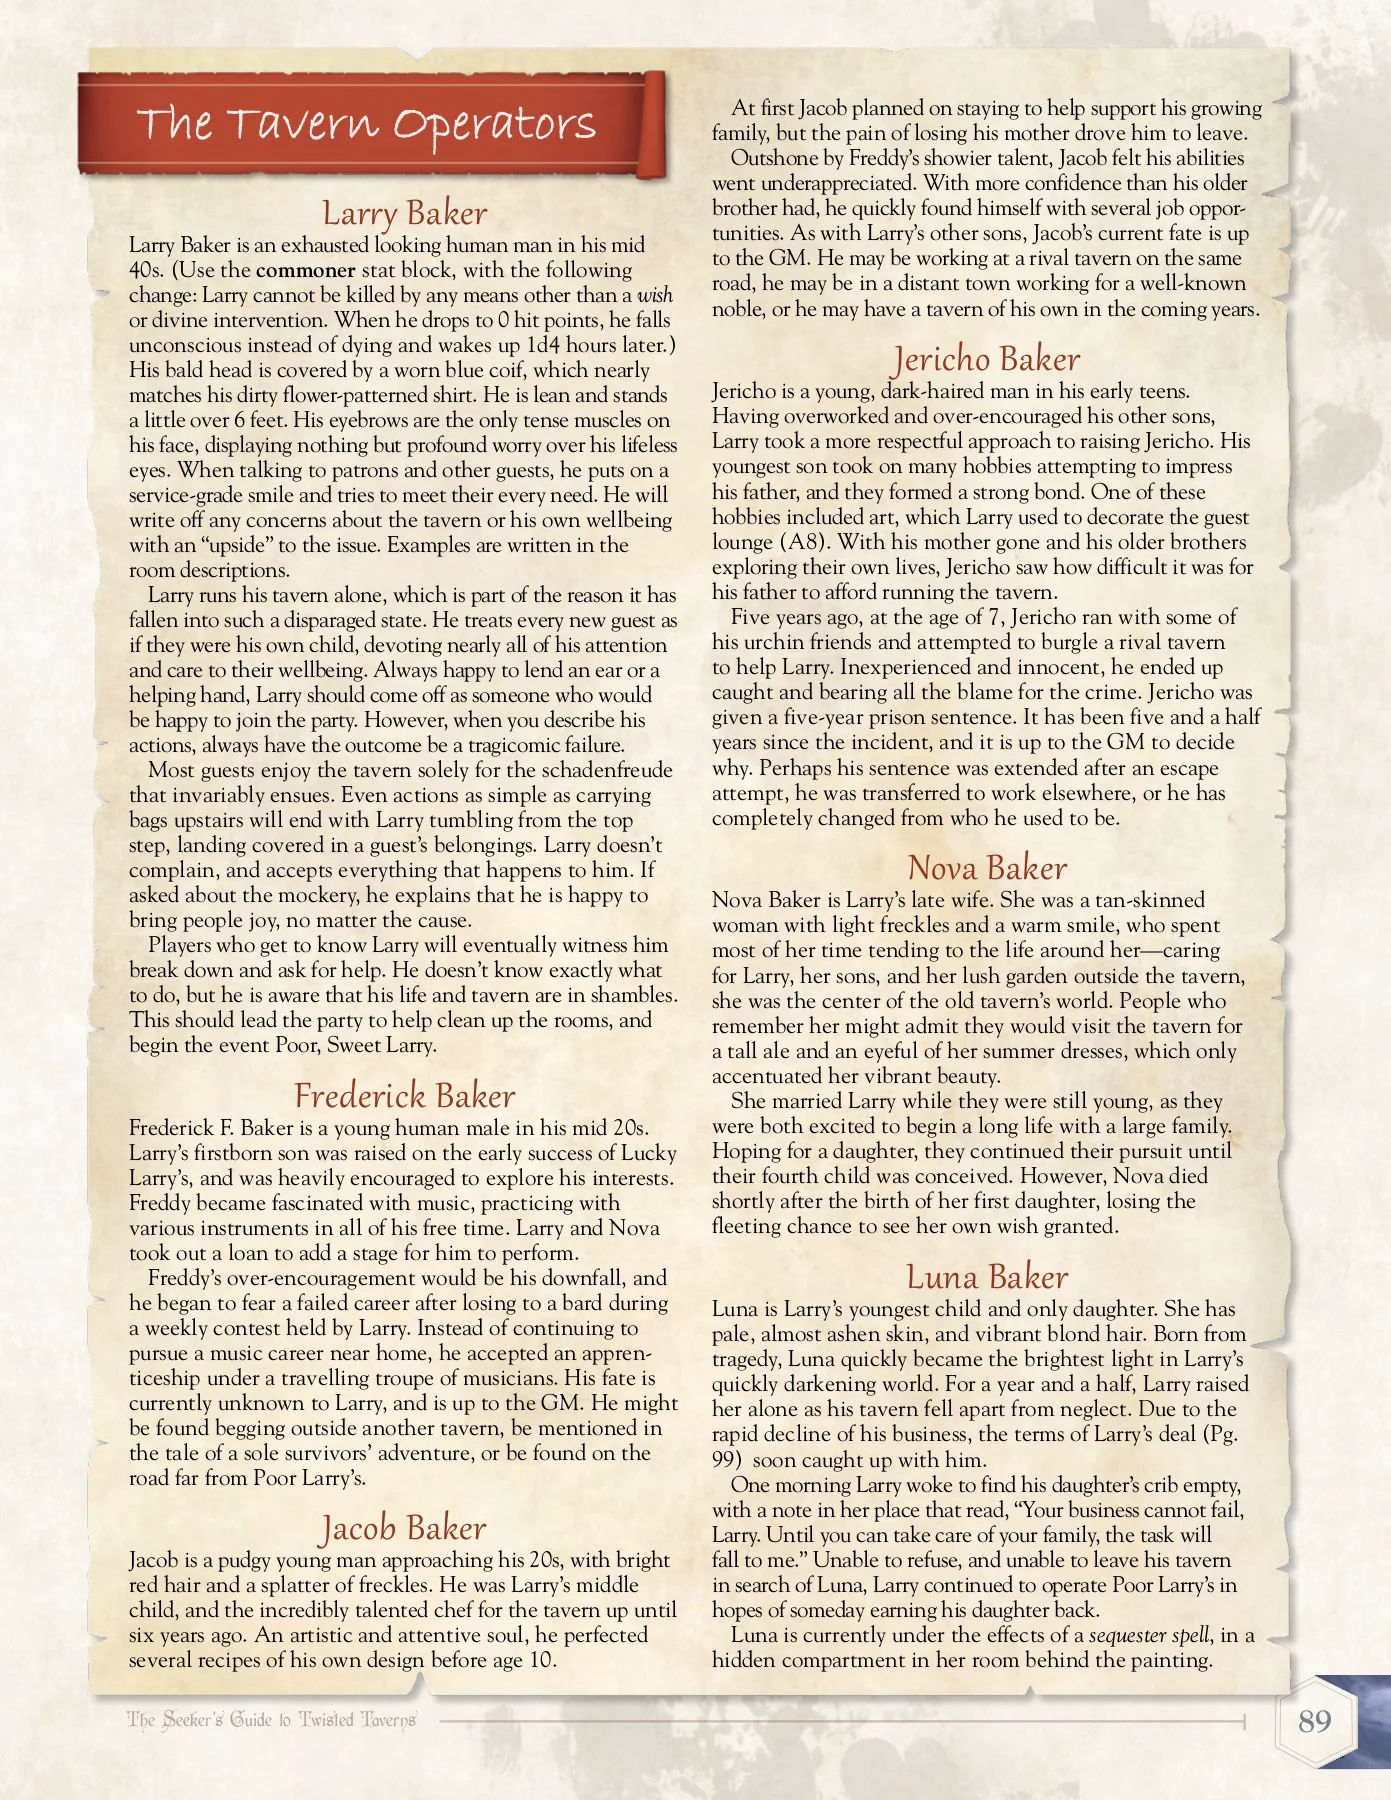 The Tavern Operators
Larry Baker
Larry Baker is an exhausted looking human man in his mid
40s. (Use the commoner stat block, with the following
change: Larry cannot be killed by any means other than a wish
or divine intervention. When he drops to 0 hit points, he falls
unconscious instead of dying and wakes up 1d4 hours later.)
His bald head is covered by a worn blue coif, which nearly
matches his dirty flower-patterned shirt. He is lean and stands
a little over 6 feet. His eyebrows are the only tense muscles on
his face, displaying nothing but profound worry over his lifeless
eyes. When talking to patrons and other guests, he puts on a
service-grade smile and tries to meet their every need. He will
write off any concerns about the tavern or his own wellbeing
with an “upside” to the issue. Examples are written in the
room descriptions.
Larry runs his tavern alone, which is part of the reason it has
fallen into such a disparaged state. He treats every new guest as
if they were his own child, devoting nearly all of his attention
and care to their wellbeing. Always happy to lend an ear or a
helping hand, Larry should come off as someone who would
be happy to join the party. However, when you describe his
actions, always have the outcome be a tragicomic failure.
Most guests enjoy the tavern solely for the schadenfreude
that invariably ensues. Even actions as simple as carrying
bags upstairs will end with Larry tumbling from the top
step, landing covered in a guest’s belongings. Larry doesn’t
complain, and accepts everything that happens to him. If
asked about the mockery, he explains that he is happy to
bring people joy, no matter the cause.
Players who get to know Larry will eventually witness him
break down and ask for help. He doesn’t know exactly what
to do, but he is aware that his life and tavern are in shambles.
This should lead the party to help clean up the rooms, and
begin the event Poor, Sweet Larry.
Frederick Baker
Frederick F. Baker is a young human male in his mid 20s.
Larry’s firstborn son was raised on the early success of Lucky
Larry’s, and was heavily encouraged to explore his interests.
Freddy became fascinated with music, practicing with
various instruments in all of his free time. Larry and Nova
took out a loan to add a stage for him to perform.
Freddy’s over-encouragement would be his downfall, and
he began to fear a failed career after losing to a bard during
a weekly contest held by Larry. Instead of continuing to
pursue a music career near home, he accepted an appren-
ticeship under a travelling troupe of musicians. His fate is
currently unknown to Larry, and is up to the GM. He might
be found begging outside another tavern, be mentioned in
the tale of a sole survivors’ adventure, or be found on the
road far from Poor Larry’s.
Jacob Baker
Jacob is a pudgy young man approaching his 20s, with bright
red hair and a splatter of freckles. He was Larry’s middle
child, and the incredibly talented chef for the tavern up until
six years ago. An artistic and attentive soul, he perfected
several recipes of his own design before age 10.
At first Jacob planned on staying to help support his growing
family, but the pain of losing his mother drove him to leave.
Outshone by Freddy’s showier talent, Jacob felt his abilities
went underappreciated. With more confidence than his older
brother had, he quickly found himself with several job oppor-
tunities. As with Larry’s other sons, Jacob’s current fate is up
to the GM. He may be working at a rival tavern on the same
road, he may be in a distant town working for a well-known
noble, or he may have a tavern of his own in the coming years.
Jericho Baker
Jericho is a young, dark-haired man in his early teens.
Having overworked and over-encouraged his other sons,
Larry took a more respectful approach to raising Jericho. His
youngest son took on many hobbies attempting to impress
his father, and they formed a strong bond. One of these
hobbies included art, which Larry used to decorate the guest
lounge (A8). With his mother gone and his older brothers
exploring their own lives, Jericho saw how difficult it was for
his father to afford running the tavern.
Five years ago, at the age of 7, Jericho ran with some of
his urchin friends and attempted to burgle a rival tavern
to help Larry. Inexperienced and innocent, he ended up
caught and bearing all the blame for the crime. Jericho was
given a five-year prison sentence. It has been five and a half
years since the incident, and it is up to the GM to decide
why. Perhaps his sentence was extended after an escape
attempt, he was transferred to work elsewhere, or he has
completely changed from who he used to be.
Nova Baker
Nova Baker is Larry’s late wife. She was a tan-skinned
woman with light freckles and a warm smile, who spent
most of her time tending to the life around her—caring
for Larry, her sons, and her lush garden outside the tavern,
she was the center of the old tavern’s world. People who
remember her might admit they would visit the tavern for
a tall ale and an eyeful of her summer dresses, which only
accentuated her vibrant beauty.
She married Larry while they were still young, as they
were both excited to begin a long life with a large family.
Hoping for a daughter, they continued their pursuit until
their fourth child was conceived. However, Nova died
shortly after the birth of her first daughter, losing the
fleeting chance to see her own wish granted.
Luna Baker
Luna is Larry’s youngest child and only daughter. She has
pale, almost ashen skin, and vibrant blond hair. Born from
tragedy, Luna quickly became the brightest light in Larry’s
quickly darkening world. For a year and a half, Larry raised
her alone as his tavern fell apart from neglect. Due to the
rapid decline of his business, the terms of Larry’s deal (Pg.
99) soon caught up with him.
One morning Larry woke to find his daughter’s crib empty,
with a note in her place that read, “Your business cannot fail,
Larry. Until you can take care of your family, the task will
fall to me.” Unable to refuse, and unable to leave his tavern
in search of Luna, Larry continued to operate Poor Larry’s in
hopes of someday earning his daughter back.
Luna is currently under the effects of a sequester spell, in a
hidden compartment in her room behind the painting.
The Seeker’s Guide to Twisted Taverns
89